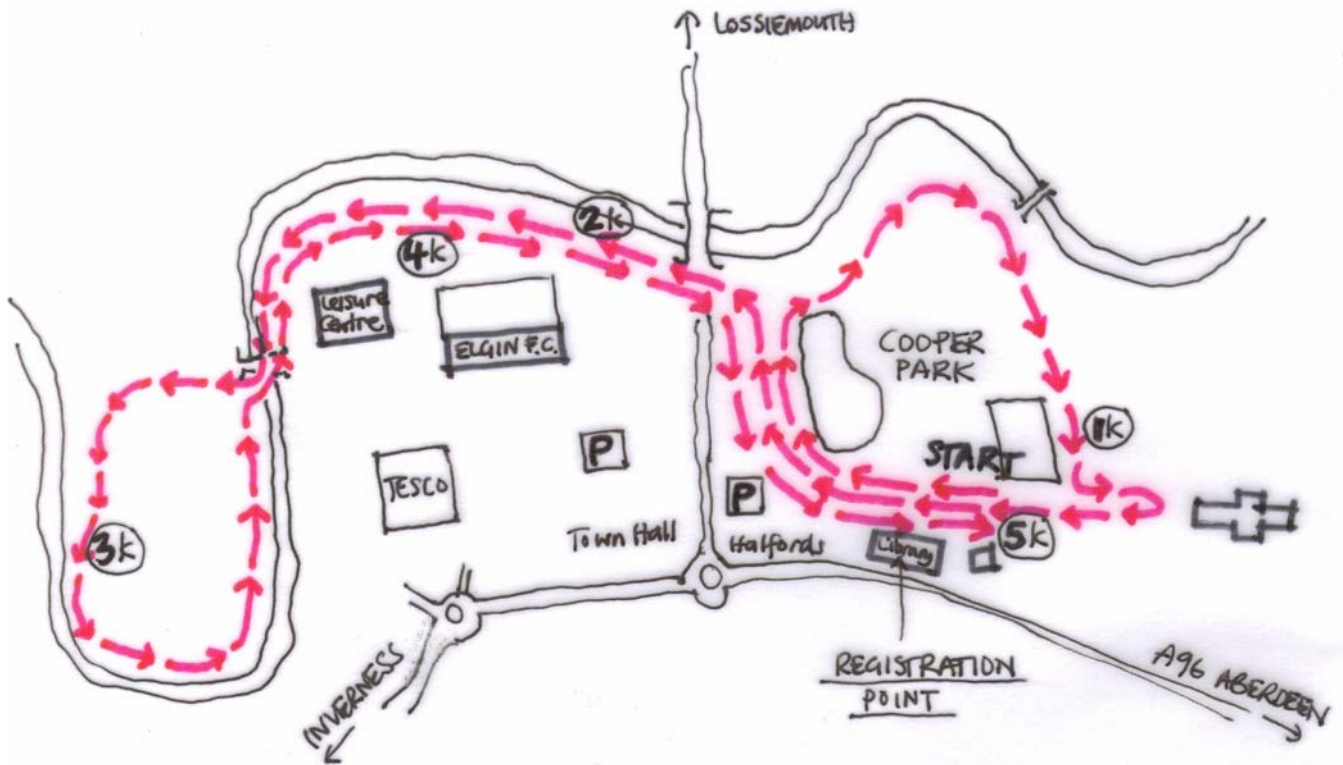 LOSSIEMOUTH
2k
4k
Leisure
Centre
ELGIN F.C.
COOPER
PARK
1k
START
P
TESCO
P
3k
Town Hall
Halfords
Library
5k
INVERNESS
REGISTRATION
POINT
A96 ABERDEEN